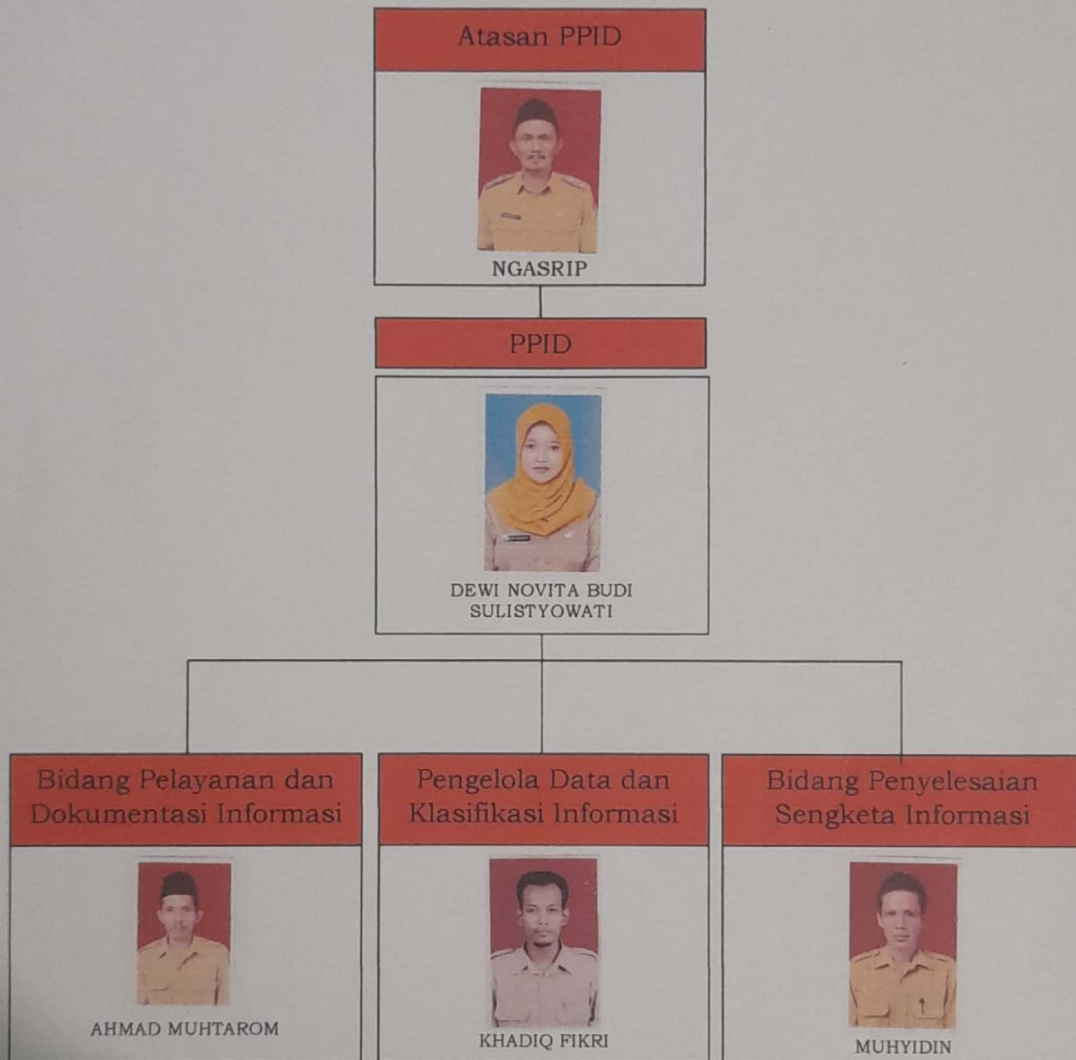 Atasan PPID
NGASRIP
PPID
DEWI NOVITA BUDI
SULISTYOWATI
Bidang Pelayanan dan
Dokumentasi Informasi
Pengelola Data dan
Klasifikasi Informasi
Bidang Penyelesaian
Sengketa Informasi
AHMAD MUHTAROM
KHADIQ FIKRI
MUHYIDIN